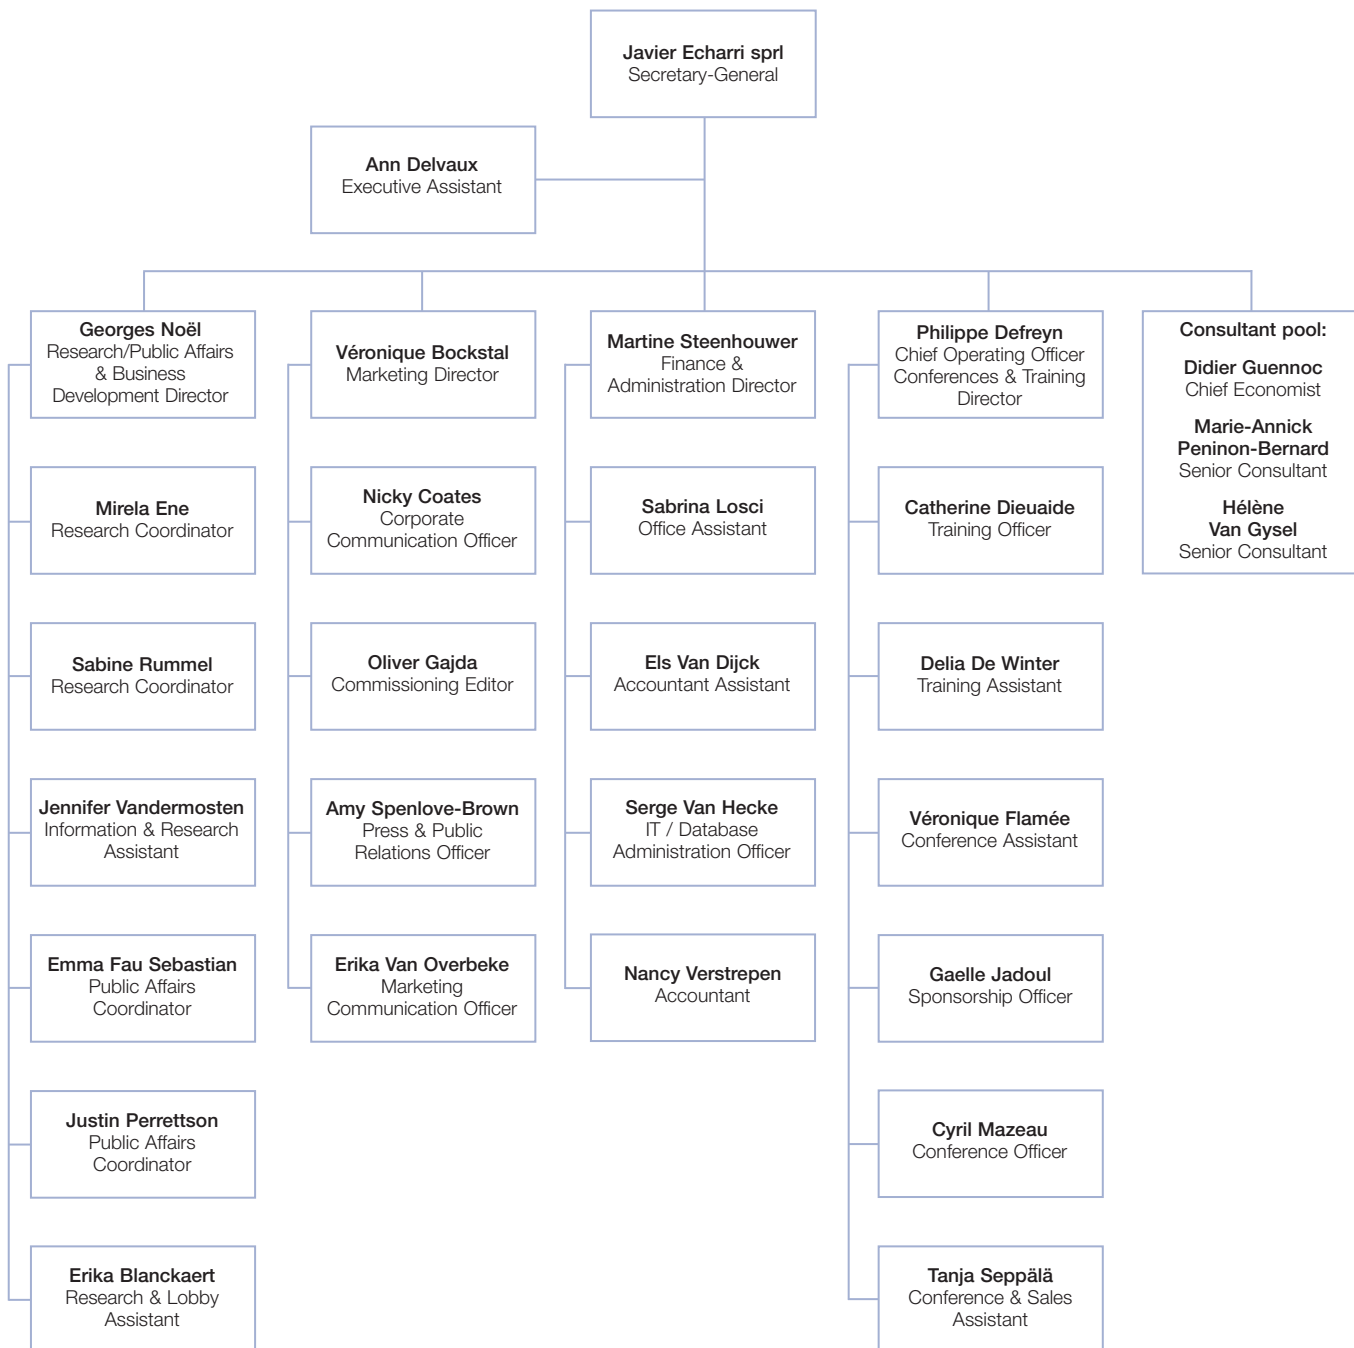 Javier Echarri sprl
Secretary-General
Ann Delvaux
Executive Assistant
Georges Noël
Research/Public Affairs
& Business
Development Director
Mirela Ene
Research Coordinator
Sabine Rummel
Research Coordinator
Jennifer Vandermosten
Information & Research
Assistant
Emma Fau Sebastian
Public Affairs
Coordinator
Justin Perrettson
Public Affairs
Coordinator
Erika Blanckaert
Research & Lobby
Assistant
Véronique Bockstal
Marketing Director
Nicky Coates
Corporate
Communication Officer
Oliver Gajda
Commissioning Editor
Amy Spenlove-Brown
Press & Public
Relations Officer
Erika Van Overbeke
Marketing
Communication Officer
Martine Steenhouwer
Finance &
Administration Director
Sabrina Losci
Office Assistant
Els Van Dijck
Accountant Assistant
Serge Van Hecke
IT / Database
Administration Officer
Nancy Verstrepen
Accountant
Philippe Defreyn
Chief Operating Officer
Conferences & Training
Director
Catherine Dieuaide
Training Officer
Delia De Winter
Training Assistant
Véronique Flamée
Conference Assistant
Gaelle Jadoul
Sponsorship Officer
Cyril Mazeau
Conference Officer
Tanja Seppälä
Conference & Sales
Assistant
Consultant pool:
Didier Guennoc
Chief Economist
Marie-Annick
Peninon-Bernard
Senior Consultant
Hélène
Van Gysel
Senior Consultant